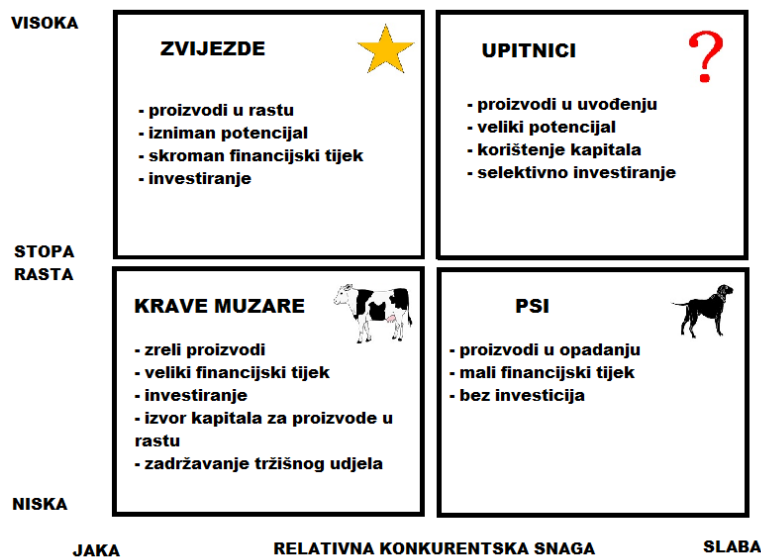 VISOKA
ZVIJEZDE
- proizvodi u rastu
- izniman potencijal
- skroman financijski tijek
- investiranje
UPITNICI
?
- proizvodi u uvođenju
- veliki potencijal
- korištenje kapitala
- selektivno investiranje
STOPA
RASTA
KRAVE MUZARE
- zreli proizvodi
- veliki financijski tijek
- investiranje
- izvor kapitala za proizvode u
rastu
- zadržavanje tržišnog udjela
PSI
- proizvodi u opadanju
- mali financijski tijek
- bez investicija
NISKA
JAKA
RELATIVNA KONKURENTSKA SNAGA
SLABA